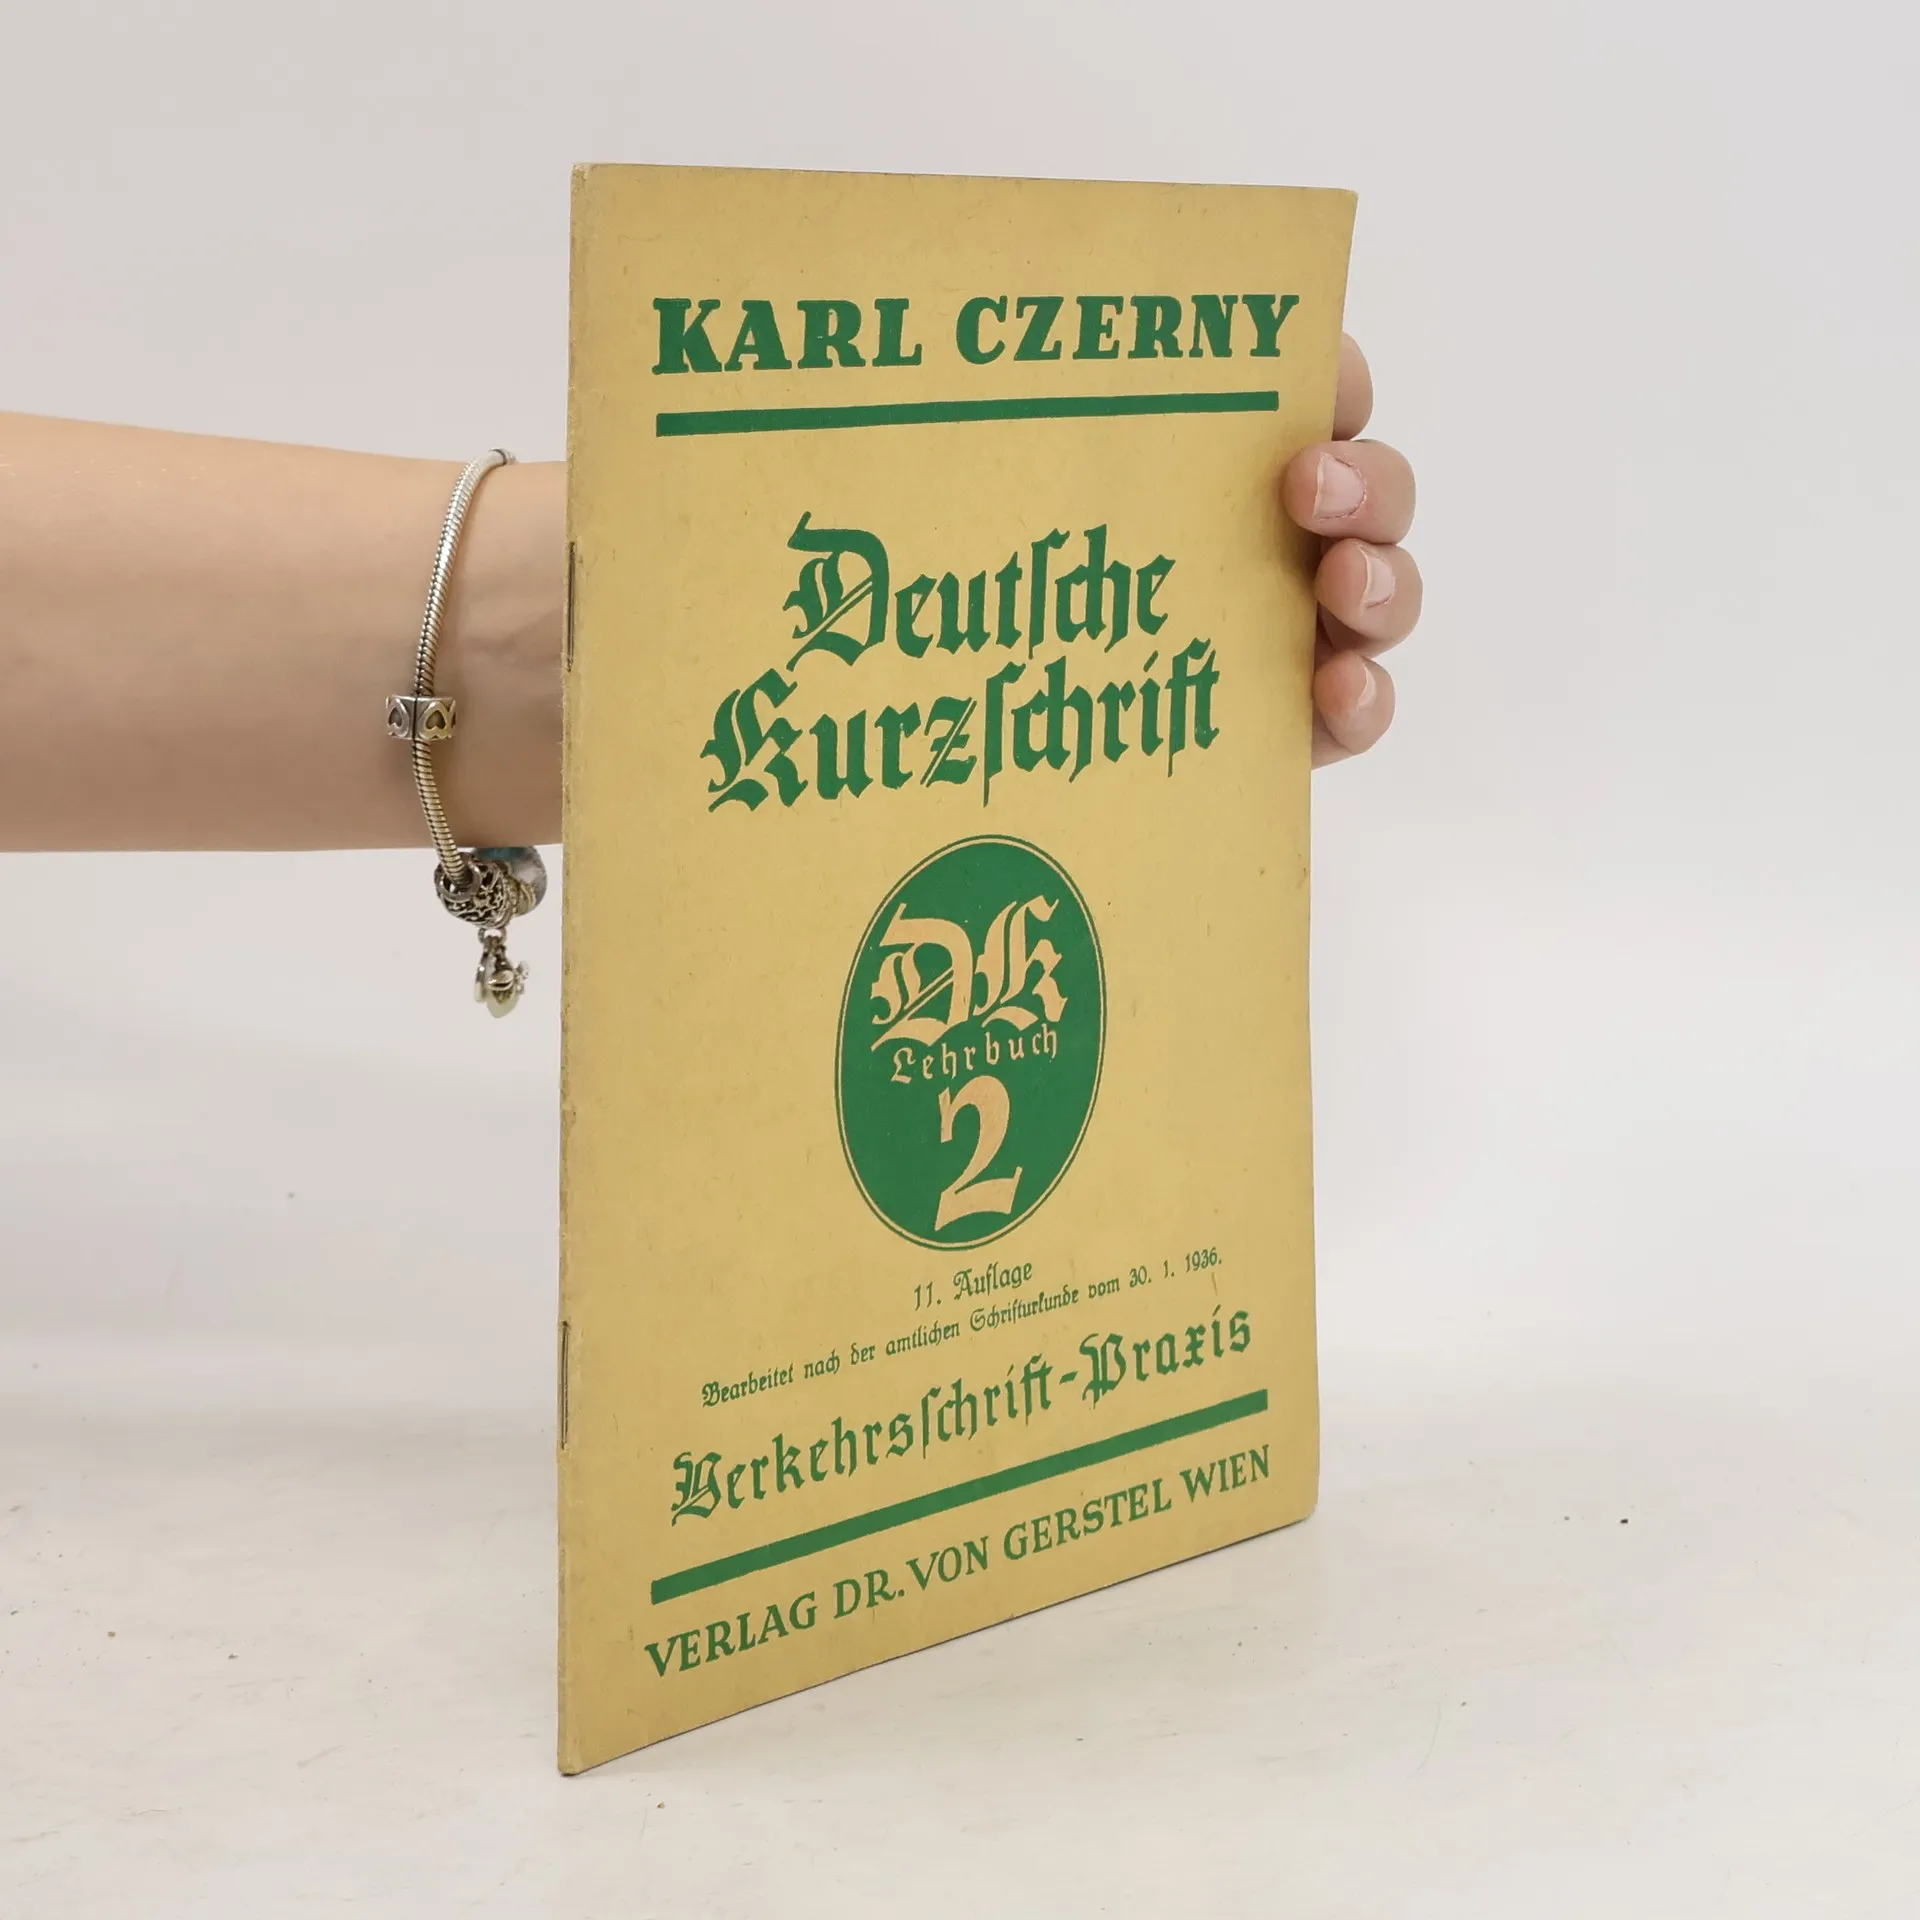 KARL CZERNY
Deutſche
Kurzſchrift
DK
Lehrbuch
2
11. Auflage
Bearbeitet nach der amtlichen Schrifturkunde vom 30. 1. 1936.
Verkehrsſchrift-Praxis
VERLAG DR. VON GERSTEL WIEN